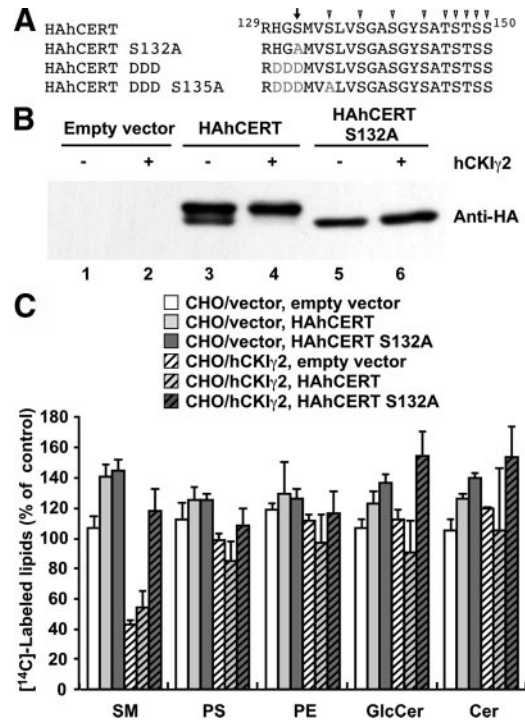 A
129 150
HAhCERT RHGSMVSLVSGASGYSATSTSS
HAhCERT S132A RHGAMVSLVSGASGYSATSTSS
HAhCERT DDD RDDDMVSLVSGASGYSATSTSS
HAhCERT DDD S135A RDDDMVALVSGASGYSATSTSS
B
Empty vector HAhCERT HAhCERT S132A
- + - + - + hCKIγ2
Anti-HA
1 2 3 4 5 6
C
CHO/vector, empty vector
CHO/vector, HAhCERT
CHO/vector, HAhCERT S132A
CHO/hCKIγ2, empty vector
CHO/hCKIγ2, HAhCERT
CHO/hCKIγ2, HAhCERT S132A
[14C]-Labeled lipids (% of control)
180
160
140
120
100
80
60
40
20
0
SM PS PE GlcCer Cer